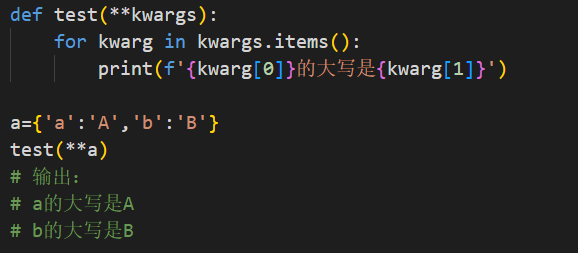 def test(**kwargs):
    for kwarg in kwargs.items():
        print(f'{kwarg[0]}的大写是{kwarg[1]}')
a={'a':'A','b':'B'}
test(**a)
# 输出:
# a的大写是A
# b的大写是B